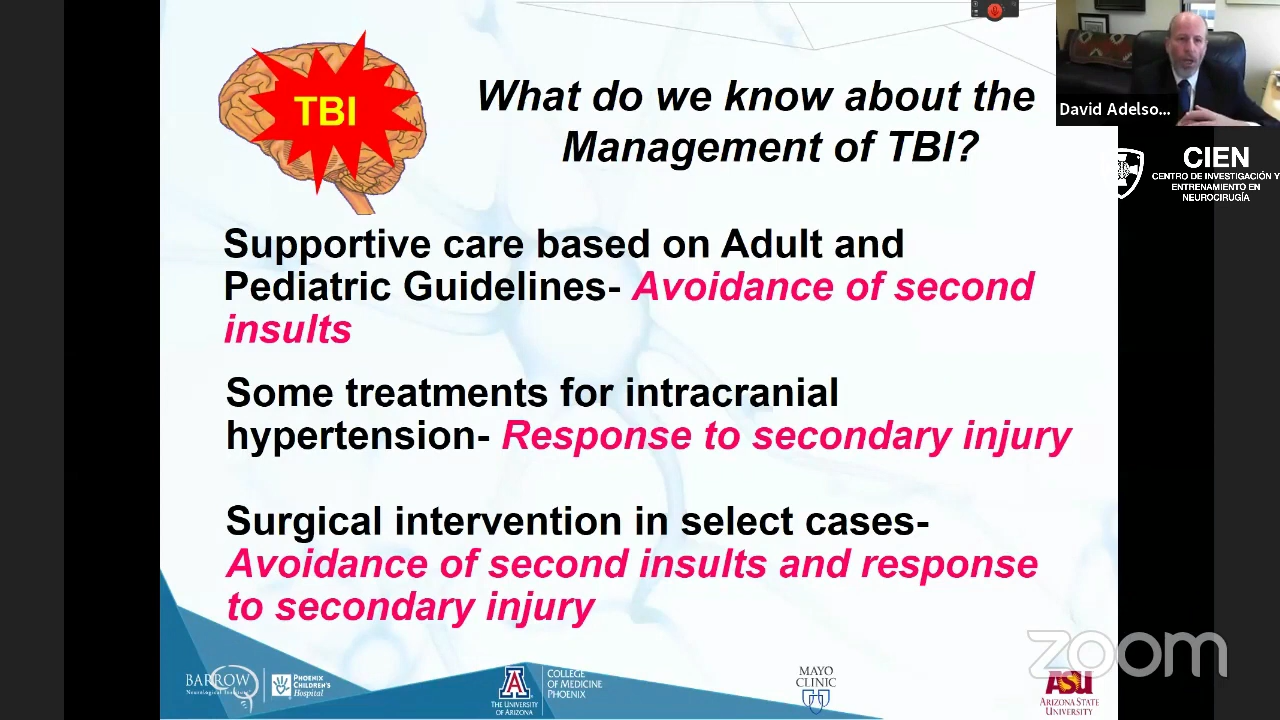 TBI
What do we know about the
Management of TBI?
David Adelso...
CIEN
CENTRO DE INVESTIGACIÓN Y
ENTRENAMIENTO EN
NEUROCIRUGÍA
Supportive care based on Adult and
Pediatric Guidelines- Avoidance of second
insults
Some treatments for intracranial
hypertension- Response to secondary injury
Surgical intervention in select cases-
Avoidance of second insults and response
to secondary injury
zoom
BARROW
Neurological Institute
PHOENIX
CHILDREN'S
Hospital
A
THE UNIVERSITY
OF ARIZONA
COLLEGE
OF MEDICINE
PHOENIX
MAYO
CLINIC
ASU
ARIZONA STATE
UNIVERSITY